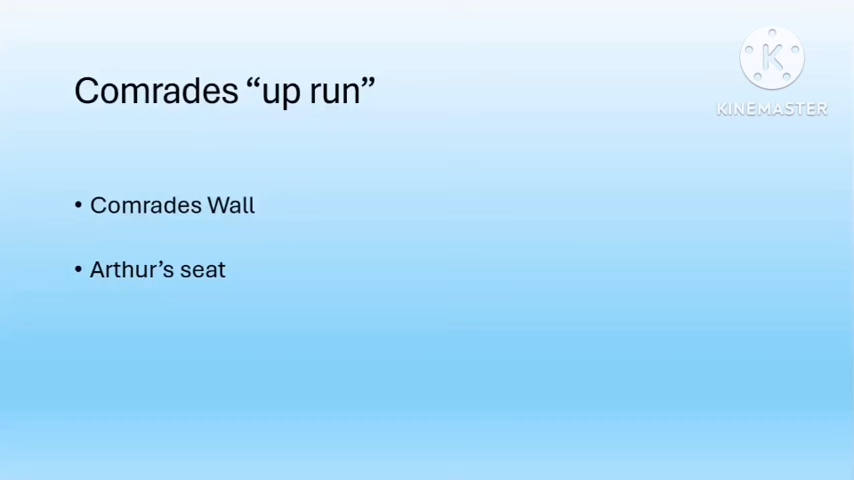 Comrades “up run”
K
KINEMASTER
• Comrades Wall
• Arthur’s seat